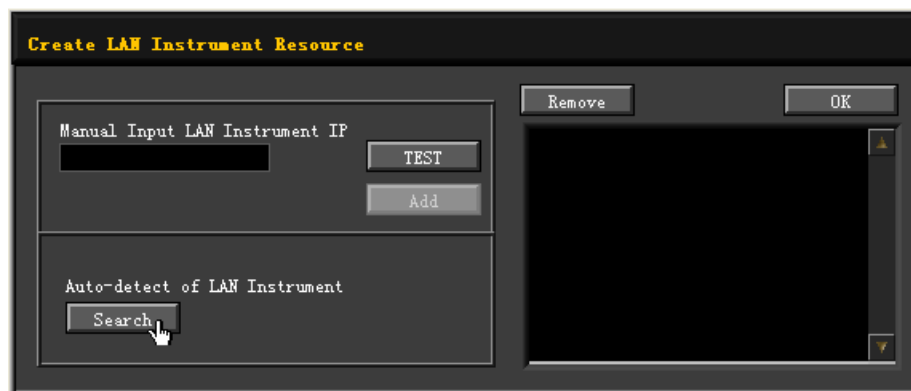 Create LAN Instrument Resource
Manual Input LAN Instrument IP
TEST
Add
Auto-detect of LAN Instrument
Search
Remove
OK